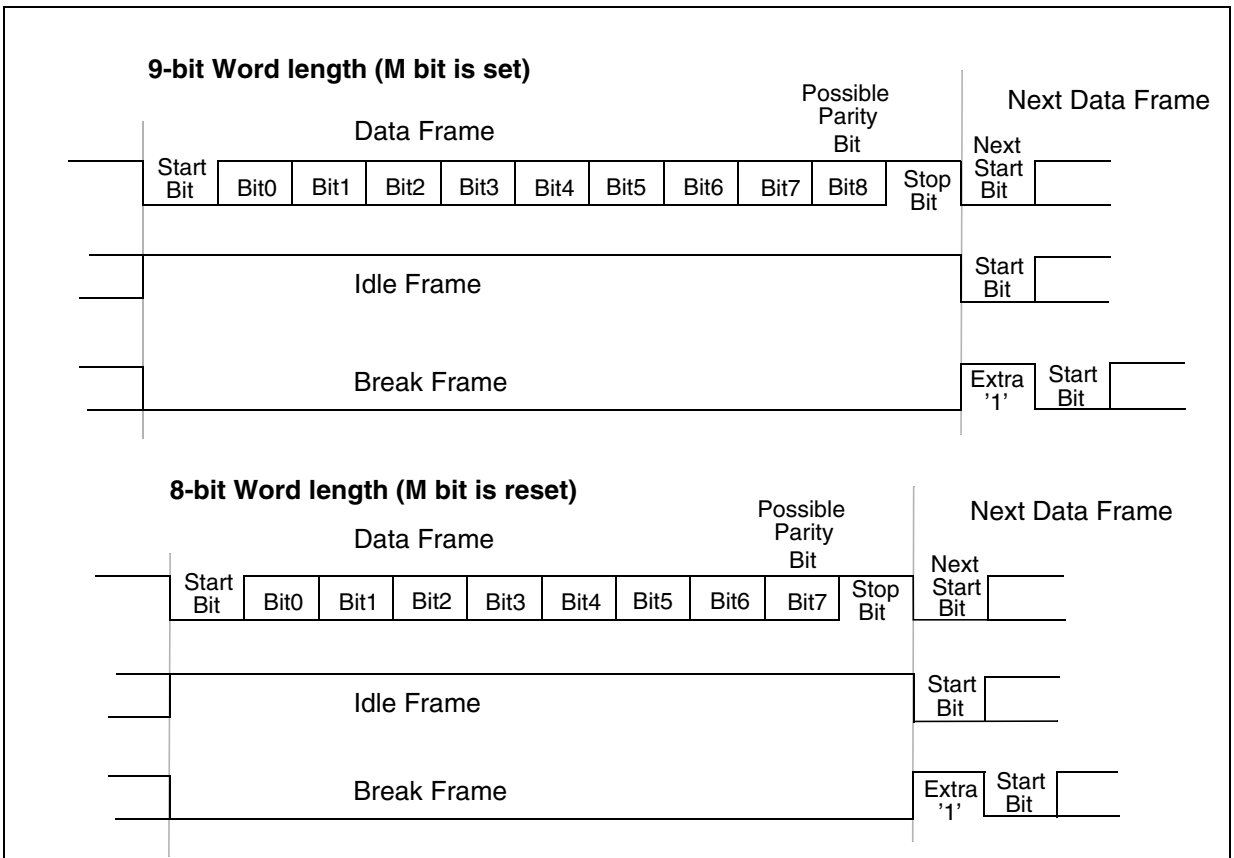 9-bit Word length (M bit is set)
Possible
Parity
Bit
Next Data Frame
Data Frame
Next
Start
Bit
Start
Bit
Bit0
Bit1
Bit2
Bit3
Bit4
Bit5
Bit6
Bit7
Bit8
Stop
Bit
Idle Frame
Start
Bit
Break Frame
Extra
'1'
Start
Bit
8-bit Word length (M bit is reset)
Possible
Parity
Bit
Next Data Frame
Data Frame
Next
Start
Bit
Start
Bit
Bit0
Bit1
Bit2
Bit3
Bit4
Bit5
Bit6
Bit7
Stop
Bit
Idle Frame
Start
Bit
Break Frame
Extra
'1'
Start
Bit